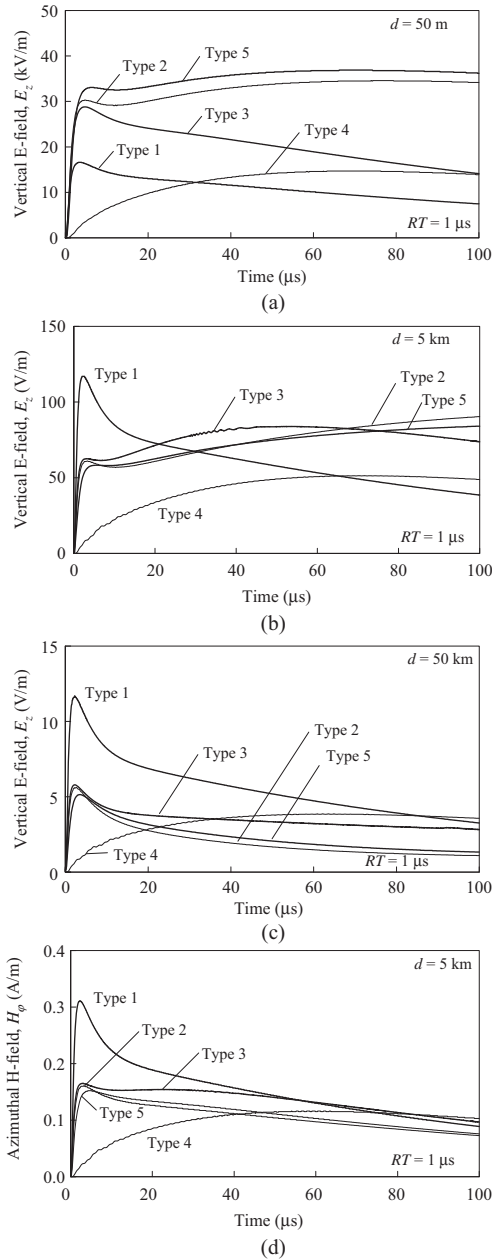 50
d = 50 m
Type 5
Type 2
40
30
Type 3
Type 4
20
Type 1
10
RT = 1 μs
0
0 20 40 60 80 100
Vertical E-field, E_z (kV/m)
Time (μs)
(a)
150
d = 5 km
Type 1
Type 2
Type 3
Type 5
100
50
Type 4
RT = 1 μs
0
0 20 40 60 80 100
Vertical E-field, E_z (V/m)
Time (μs)
(b)
15
d = 50 km
Type 1
10
Type 2
Type 3
Type 5
5
Type 4
RT = 1 μs
0
0 20 40 60 80 100
Vertical E-field, E_z (V/m)
Time (μs)
(c)
0.4
d = 5 km
Type 1
0.3
Type 2
Type 3
0.2
Type 5
0.1
Type 4
RT = 1 μs
0.0
0 20 40 60 80 100
Azimuthal H-field, H_φ (A/m)
Time (μs)
(d)